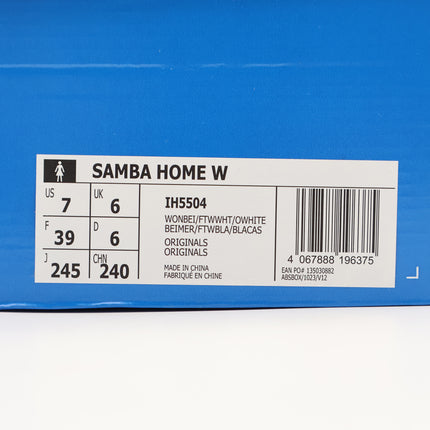 SAMBA HOME W
US UK
7 6
F D
39 6
J CHN
245 240
IH5504
WONBEI/FTWWHT/OWHITE
BEIMER/FTWBLA/BLACAS
ORIGINALS
ORIGINALS
MADE IN CHINA
FABRIQUÉ EN CHINE
4 067888 196375
EAN PO# 135030882
ABSBOX/1023/V12